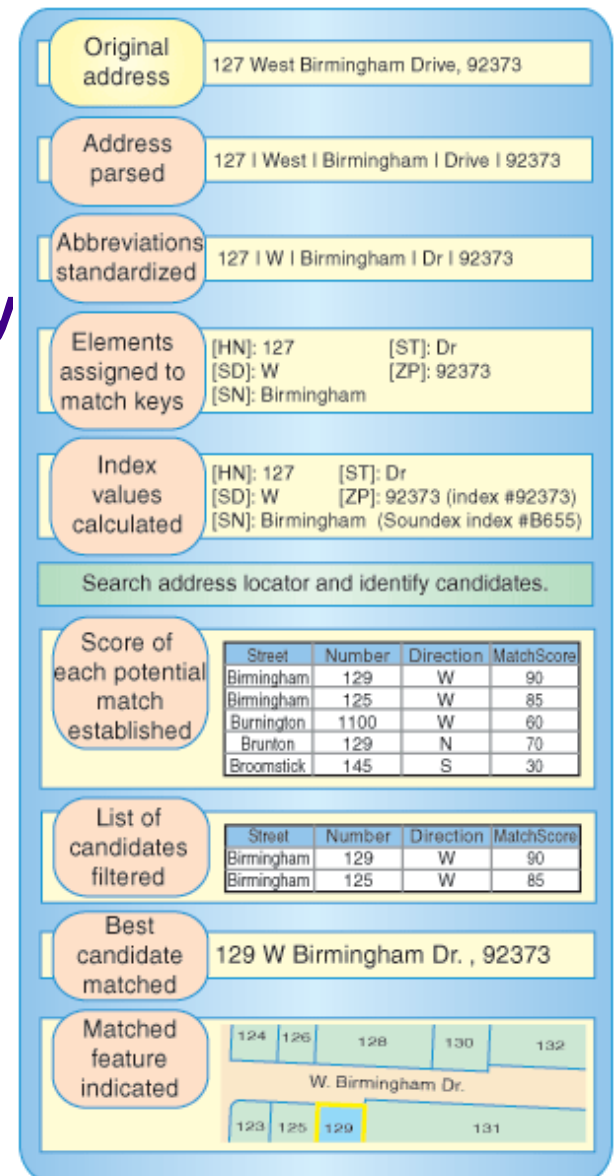 Original
address
127 West Birmingham Drive, 92373
Address
parsed
127 | West | Birmingham | Drive | 92373
Abbreviations
standardized
127 | W | Birmingham | Dr | 92373
y
Elements
assigned to
match keys
[HN]: 127 [ST]: Dr
[SD]: W [ZP]: 92373
[SN]: Birmingham
Index
values
calculated
[HN]: 127 [ST]: Dr
[SD]: W [ZP]: 92373 (index #92373)
[SN]: Birmingham (Soundex index #B655)
Search address locator and identify candidates.
Score of
each potential
match
established
Street Number Direction MatchScore
Birmingham 129 W 90
Birmingham 125 W 85
Burnington 1100 W 60
Brunton 129 N 70
Broomstick 145 S 30
List of
candidates
filtered
Street Number Direction MatchScore
Birmingham 129 W 90
Birmingham 125 W 85
Best
candidate
matched
129 W Birmingham Dr. , 92373
Matched
feature
indicated
124 126 128 130 132
W. Birmingham Dr.
123 125 129 131